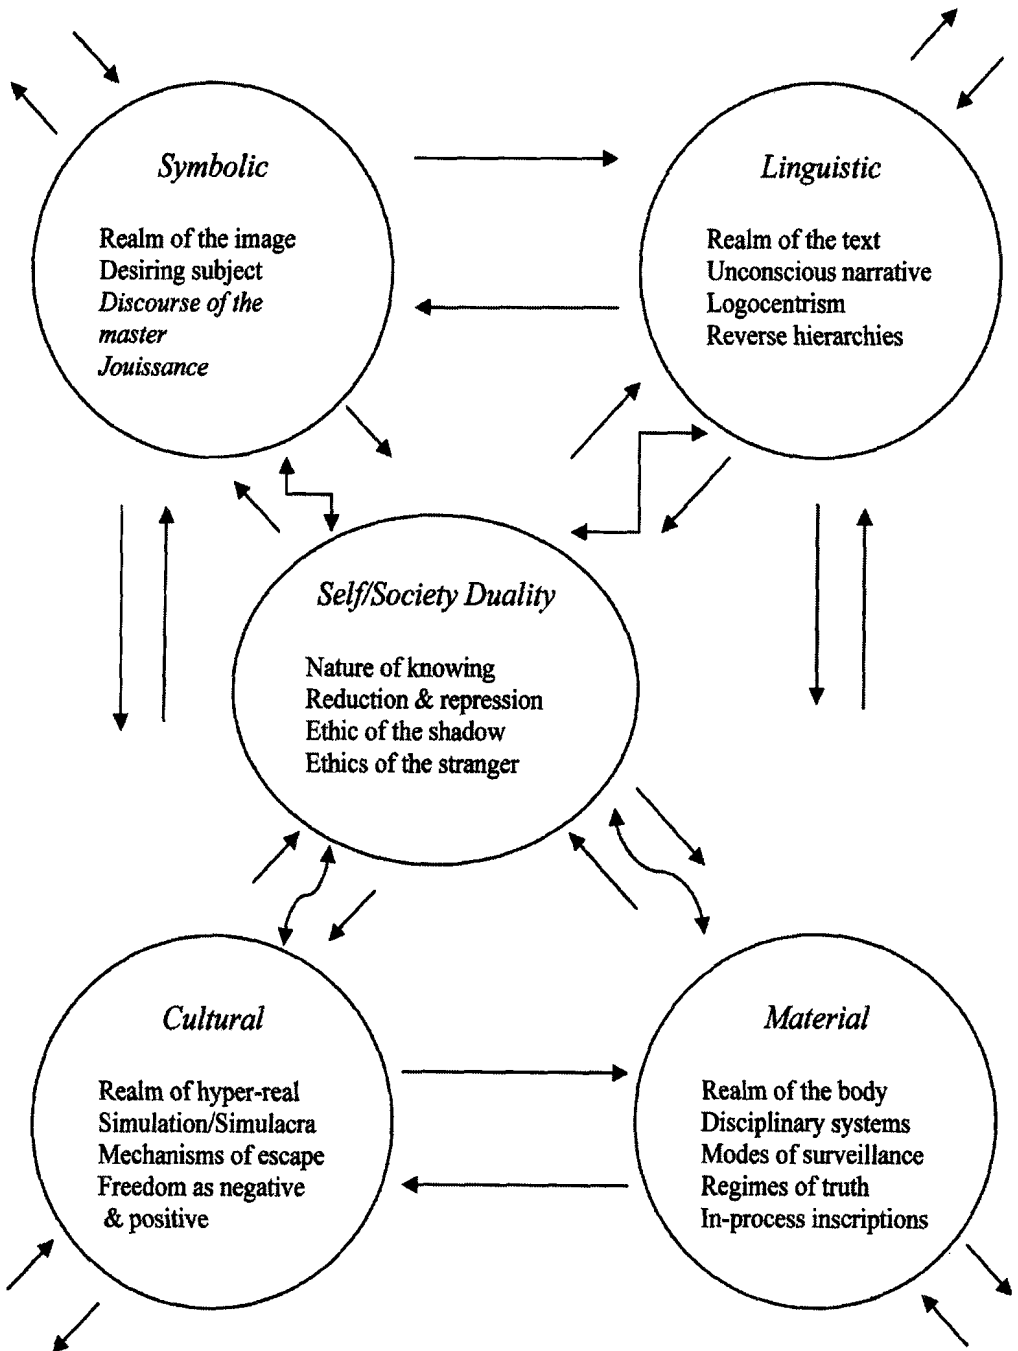 Symbolic
Realm of the image
Desiring subject
Discourse of the
master
Jouissance
Linguistic
Realm of the text
Unconscious narrative
Logocentrism
Reverse hierarchies
Self/Society Duality
Nature of knowing
Reduction & repression
Ethic of the shadow
Ethics of the stranger
Cultural
Realm of hyper-real
Simulation/Simulacra
Mechanisms of escape
Freedom as negative
& positive
Material
Realm of the body
Disciplinary systems
Modes of surveillance
Regimes of truth
In-process inscriptions